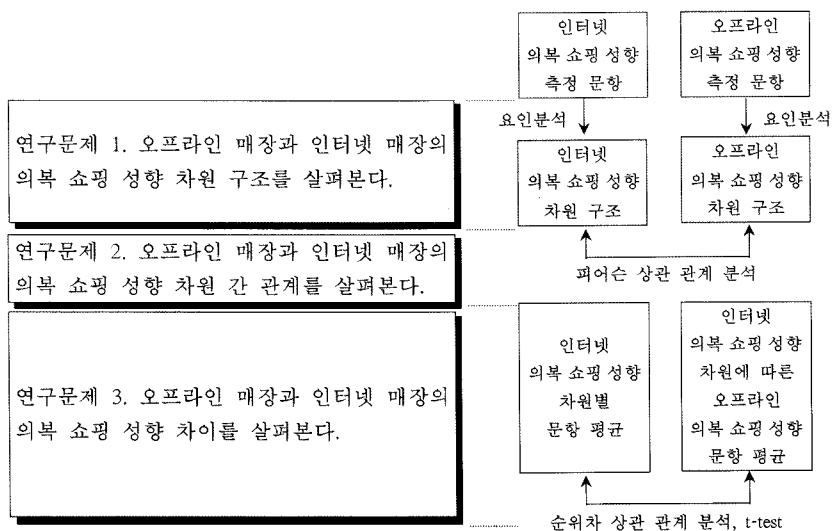 연구문제 1. 오프라인 매장과 인터넷 매장의
의복 쇼핑 성향 차원 구조를 살펴본다.
연구문제 2. 오프라인 매장과 인터넷 매장의
의복 쇼핑 성향 차원 간 관계를 살펴본다.
연구문제 3. 오프라인 매장과 인터넷 매장의
의복 쇼핑 성향 차이를 살펴본다.
인터넷
의복 쇼핑 성향
측정 문항
오프라인
의복 쇼핑 성향
측정 문항
요인분석
요인분석
인터넷
의복 쇼핑 성향
차원 구조
오프라인
의복 쇼핑 성향
차원 구조
피어슨 상관 관계 분석
인터넷
의복 쇼핑 성향
차원별
문항 평균
인터넷
의복 쇼핑 성향
차원에 따른
오프라인
의복 쇼핑 성향
문항 평균
순위차 상관 관계 분석, t-test